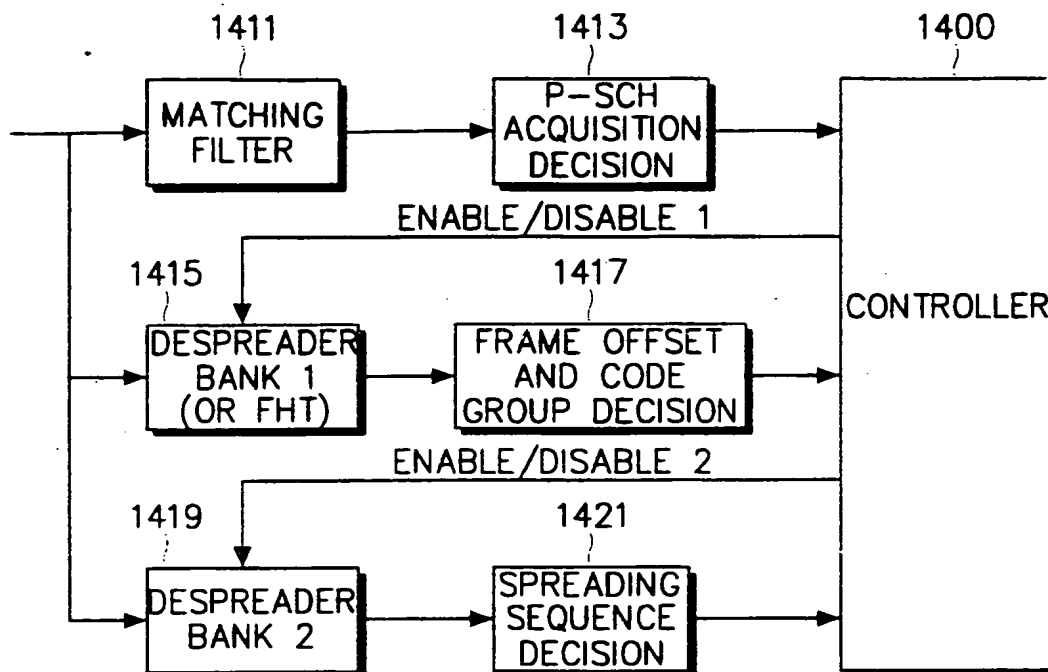 1411
1413
1400
MATCHING
FILTER
P-SCH
ACQUISITION
DECISION
ENABLE/DISABLE 1
1415
1417
CONTROLLER
DESPREADER
BANK 1
(OR FHT)
FRAME OFFSET
AND CODE
GROUP DECISION
ENABLE/DISABLE 2
1419
1421
DESPREADER
BANK 2
SPREADING
SEQUENCE
DECISION